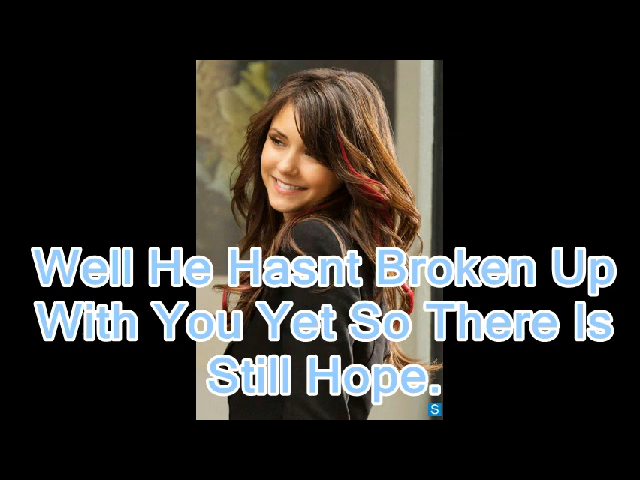 Well He Hasnt Broken Up
With You Yet So There Is
Still Hope.
S